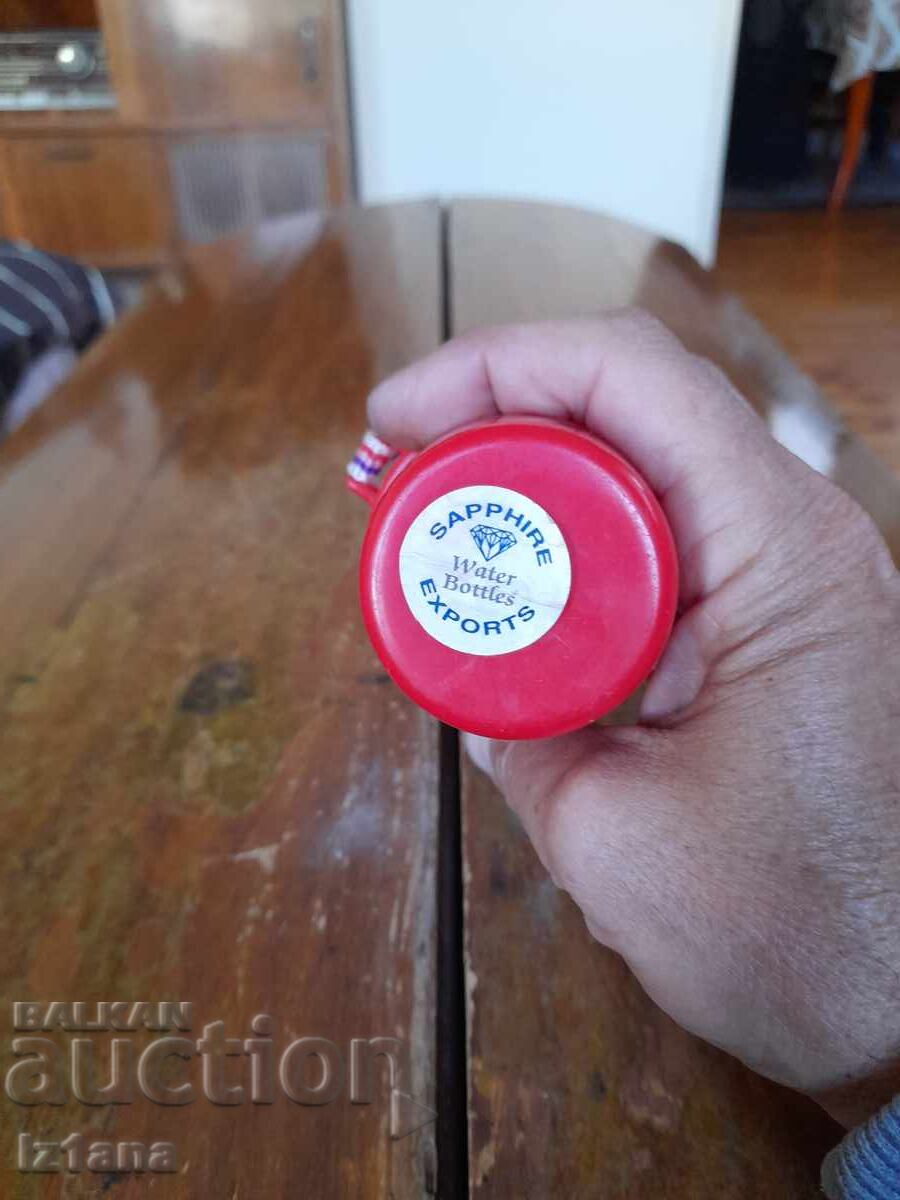 SAPPHIRE
Water
Bottles
EXPORTS
BALKAN
auction
Iz1ana